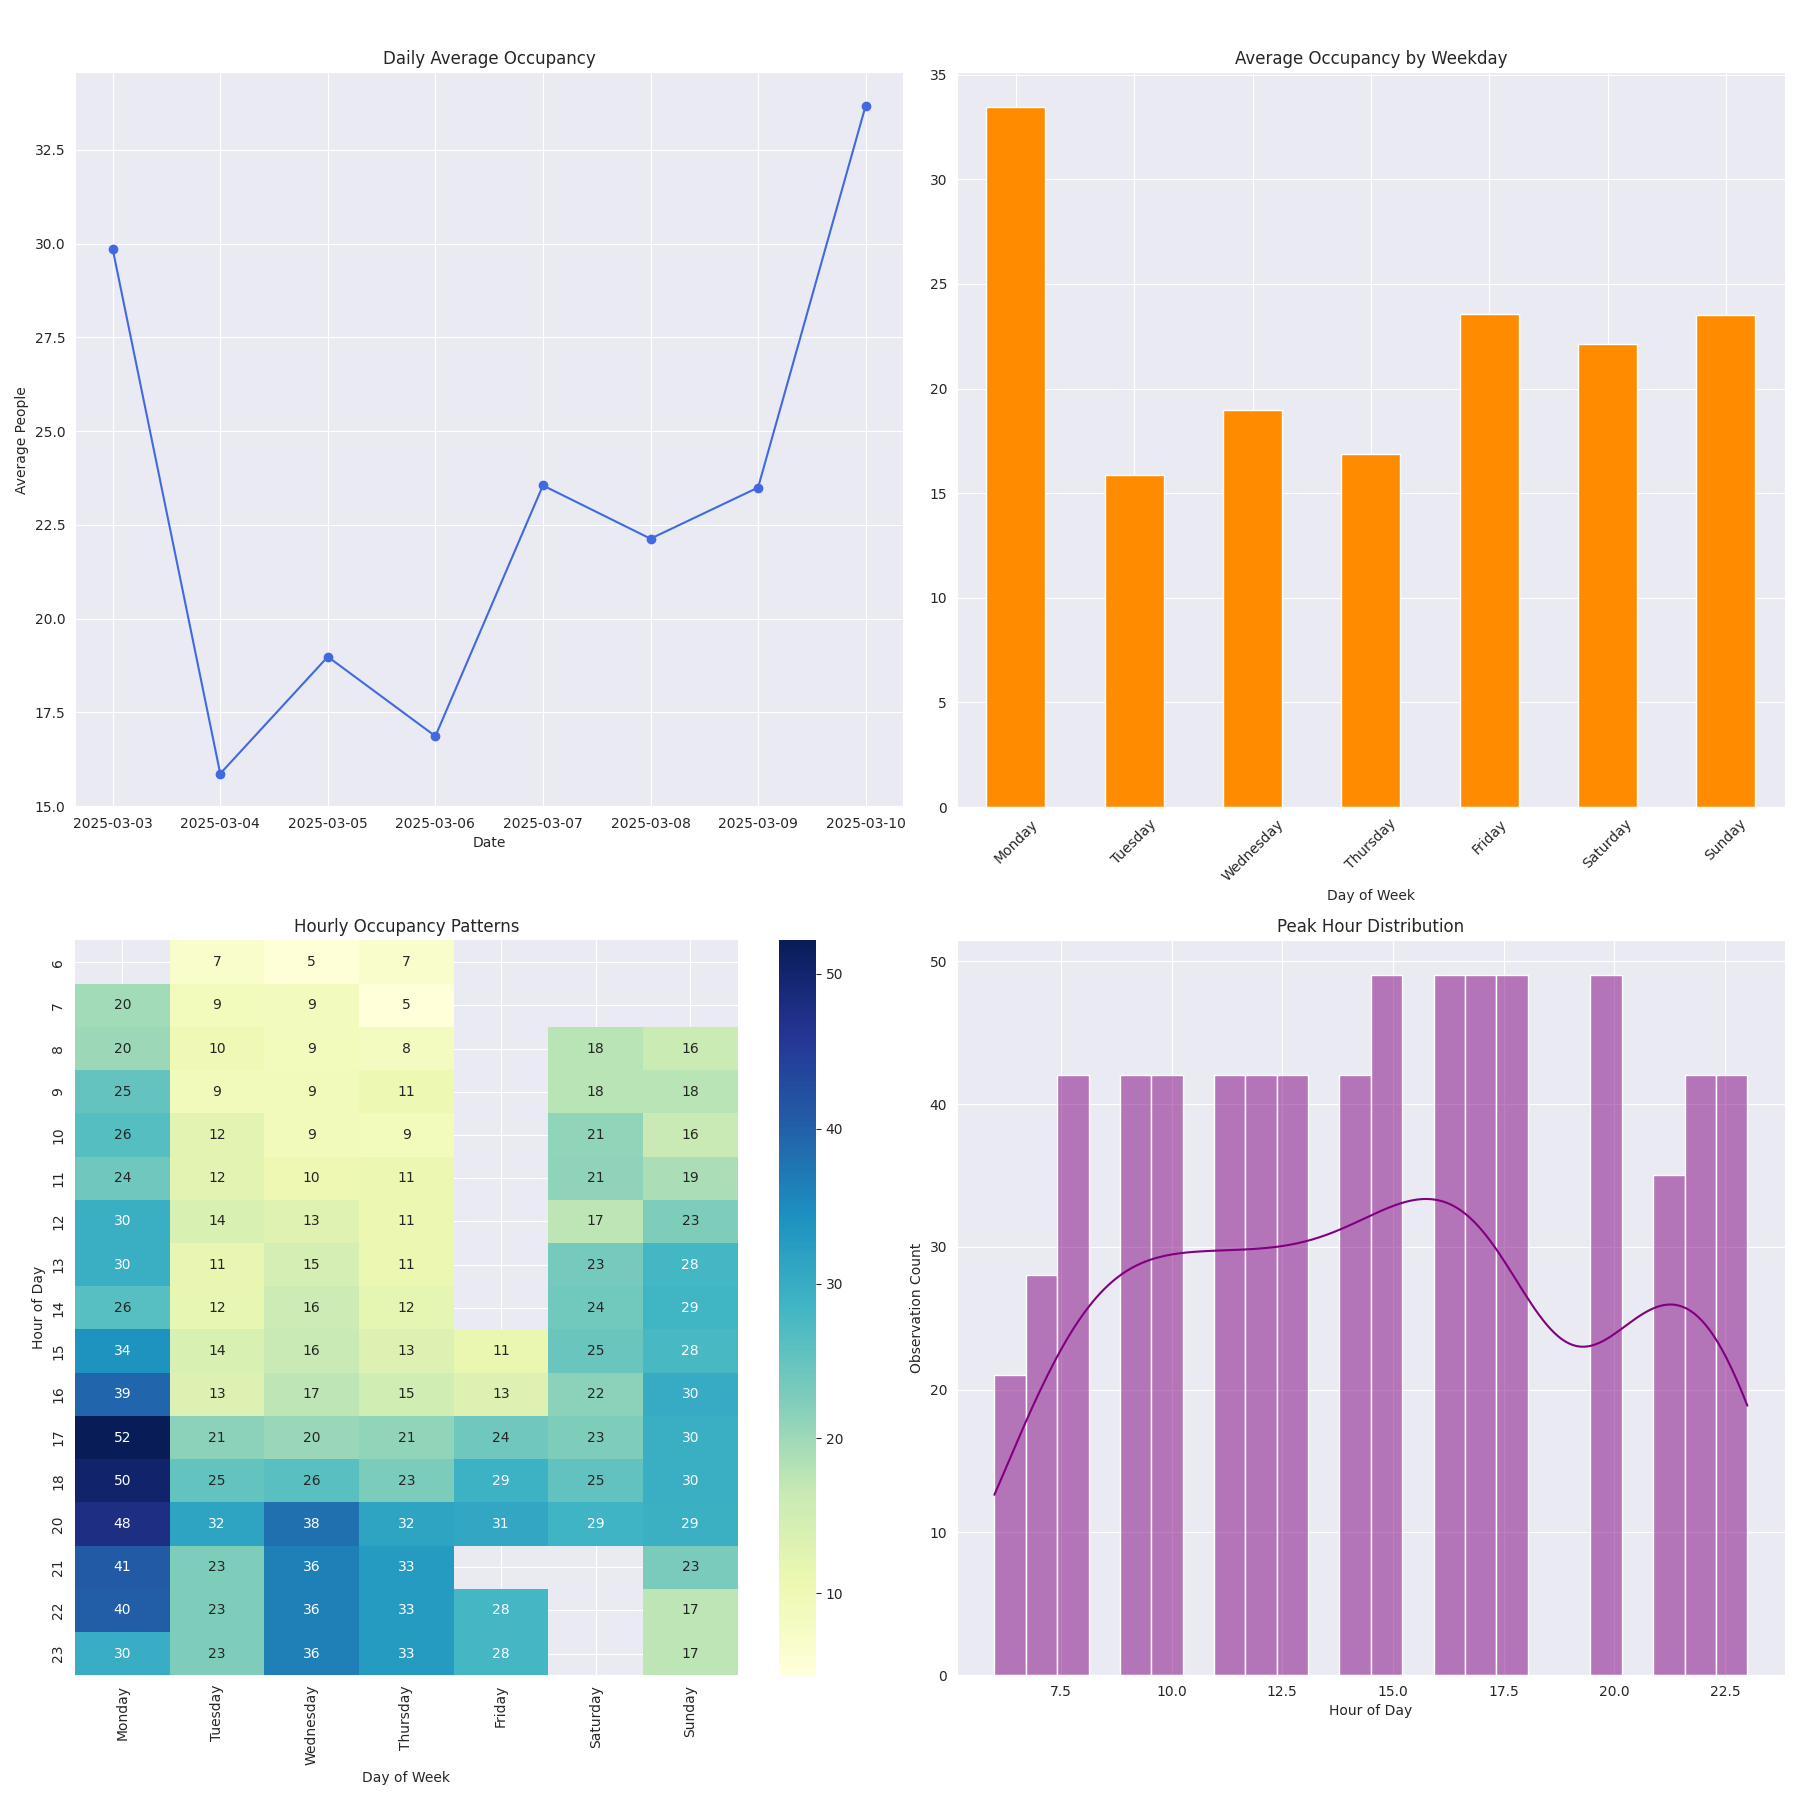 Daily Average Occupancy
Average People
32.5
30.0
27.5
25.0
22.5
20.0
17.5
15.0
2025-03-03 2025-03-04 2025-03-05 2025-03-06 2025-03-07 2025-03-08 2025-03-09 2025-03-10
Date
Average Occupancy by Weekday
35
30
25
20
15
10
5
0
Monday Tuesday Wednesday Thursday Friday Saturday Sunday
Day of Week
Hourly Occupancy Patterns
Hour of Day
6 7 5 7
7 20 9 9 5
8 20 10 9 8 18 16
9 25 9 9 11 18 18
10 26 12 9 9 21 16
11 24 12 10 11 21 19
12 30 14 13 11 17 23
13 30 11 15 11 23 28
14 26 12 16 12 24 29
15 34 14 16 13 11 25 28
16 39 13 17 15 13 22 30
17 52 21 20 21 24 23 30
18 50 25 26 23 29 25 30
20 48 32 38 32 31 29 29
21 41 23 36 33 23
22 40 23 36 33 28 17
23 30 23 36 33 28 17
Monday Tuesday Wednesday Thursday Friday Saturday Sunday
Day of Week
50
40
30
20
10
Peak Hour Distribution
Observation Count
50
40
30
20
10
0
7.5 10.0 12.5 15.0 17.5 20.0 22.5
Hour of Day